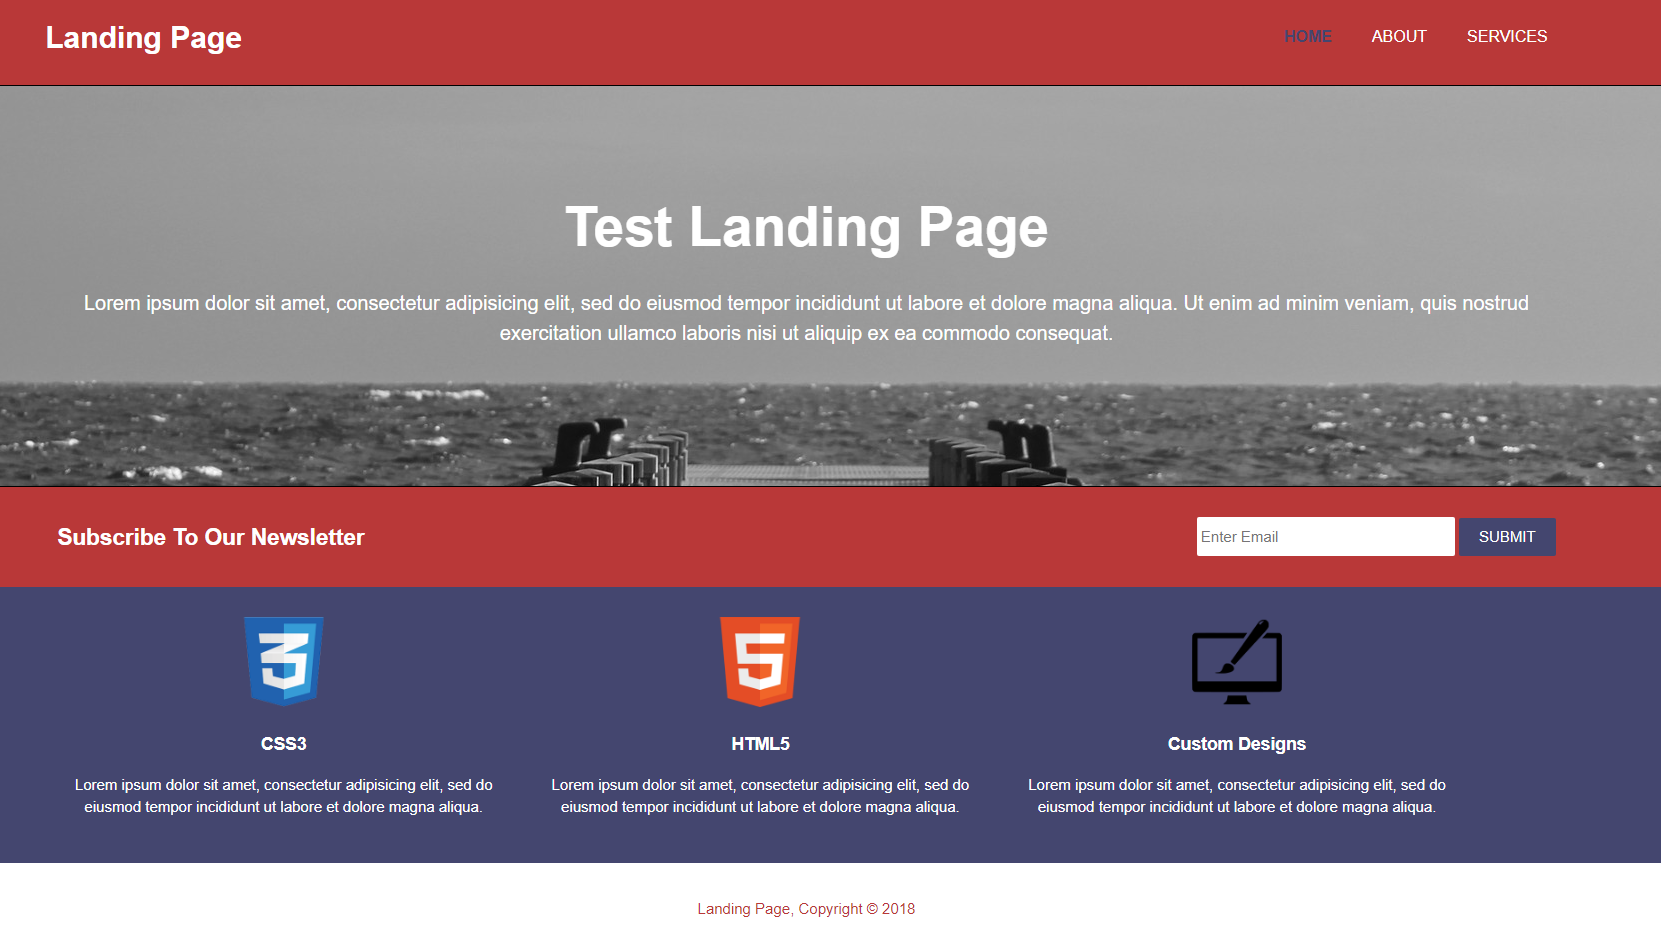 Landing Page
HOME ABOUT SERVICES
Test Landing Page
Lorem ipsum dolor sit amet, consectetur adipisicing elit, sed do eiusmod tempor incididunt ut labore et dolore magna aliqua. Ut enim ad minim veniam, quis nostrud
exercitation ullamco laboris nisi ut aliquip ex ea commodo consequat.
Subscribe To Our Newsletter
Enter Email
SUBMIT
3
CSS3
Lorem ipsum dolor sit amet, consectetur adipisicing elit, sed do
eiusmod tempor incididunt ut labore et dolore magna aliqua.
5
HTML5
Lorem ipsum dolor sit amet, consectetur adipisicing elit, sed do
eiusmod tempor incididunt ut labore et dolore magna aliqua.
Custom Designs
Lorem ipsum dolor sit amet, consectetur adipisicing elit, sed do
eiusmod tempor incididunt ut labore et dolore magna aliqua.
Landing Page, Copyright © 2018